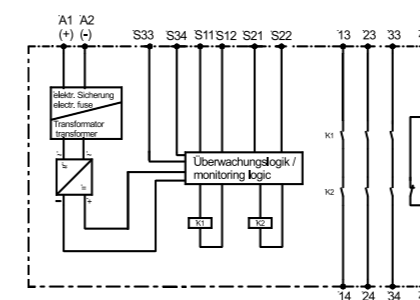 A1 A2
(+) (-)
S33 S34 S11 S12 S21 S22
13 23 33
elektr. Sicherung
electr. fuse
Transformator
transformer
K1
Überwachungslogik /
monitoring logic
K2
K1 K2
14 24 34